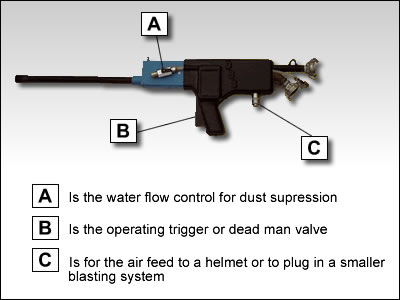 A
B
C
A Is the water flow control for dust supression
B Is the operating trigger or dead man valve
C Is for the air feed to a helmet or to plug in a smaller
blasting system